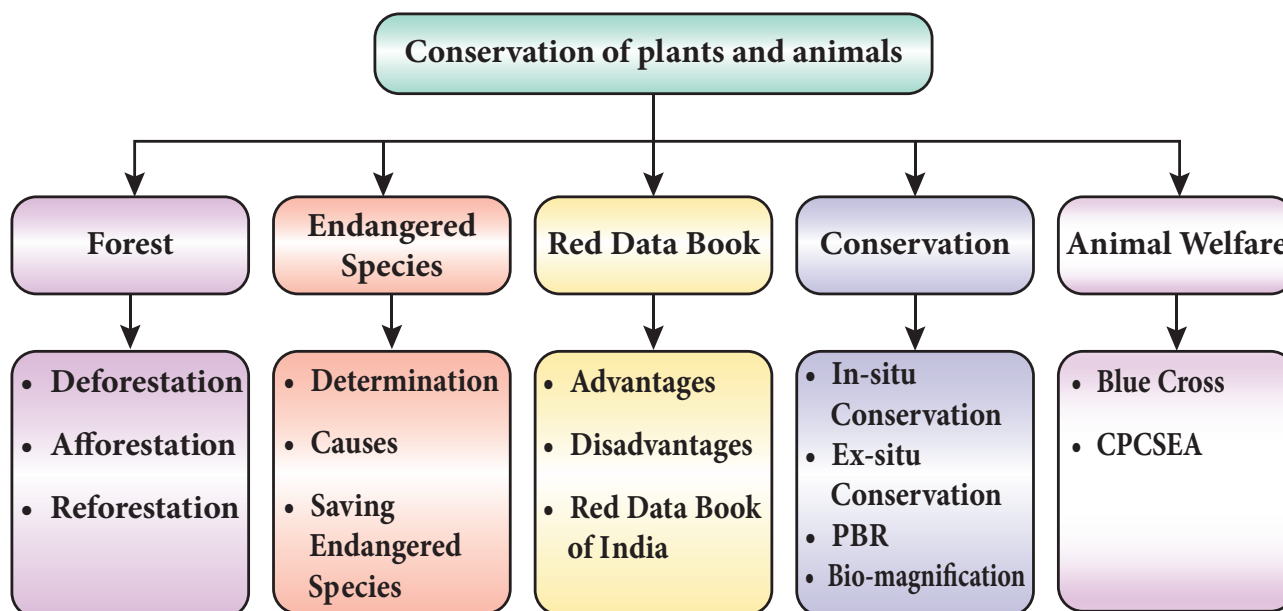 Conservation of plants and animals
Forest
Endangered
Species
Red Data Book
Conservation
Animal Welfare
• Deforestation
• Afforestation
• Reforestation
• Determination
• Causes
• Saving
Endangered
Species
• Advantages
• Disadvantages
• Red Data Book
of India
• In-situ
Conservation
• Ex-situ
Conservation
• PBR
• Bio-magnification
• Blue Cross
• CPCSEA